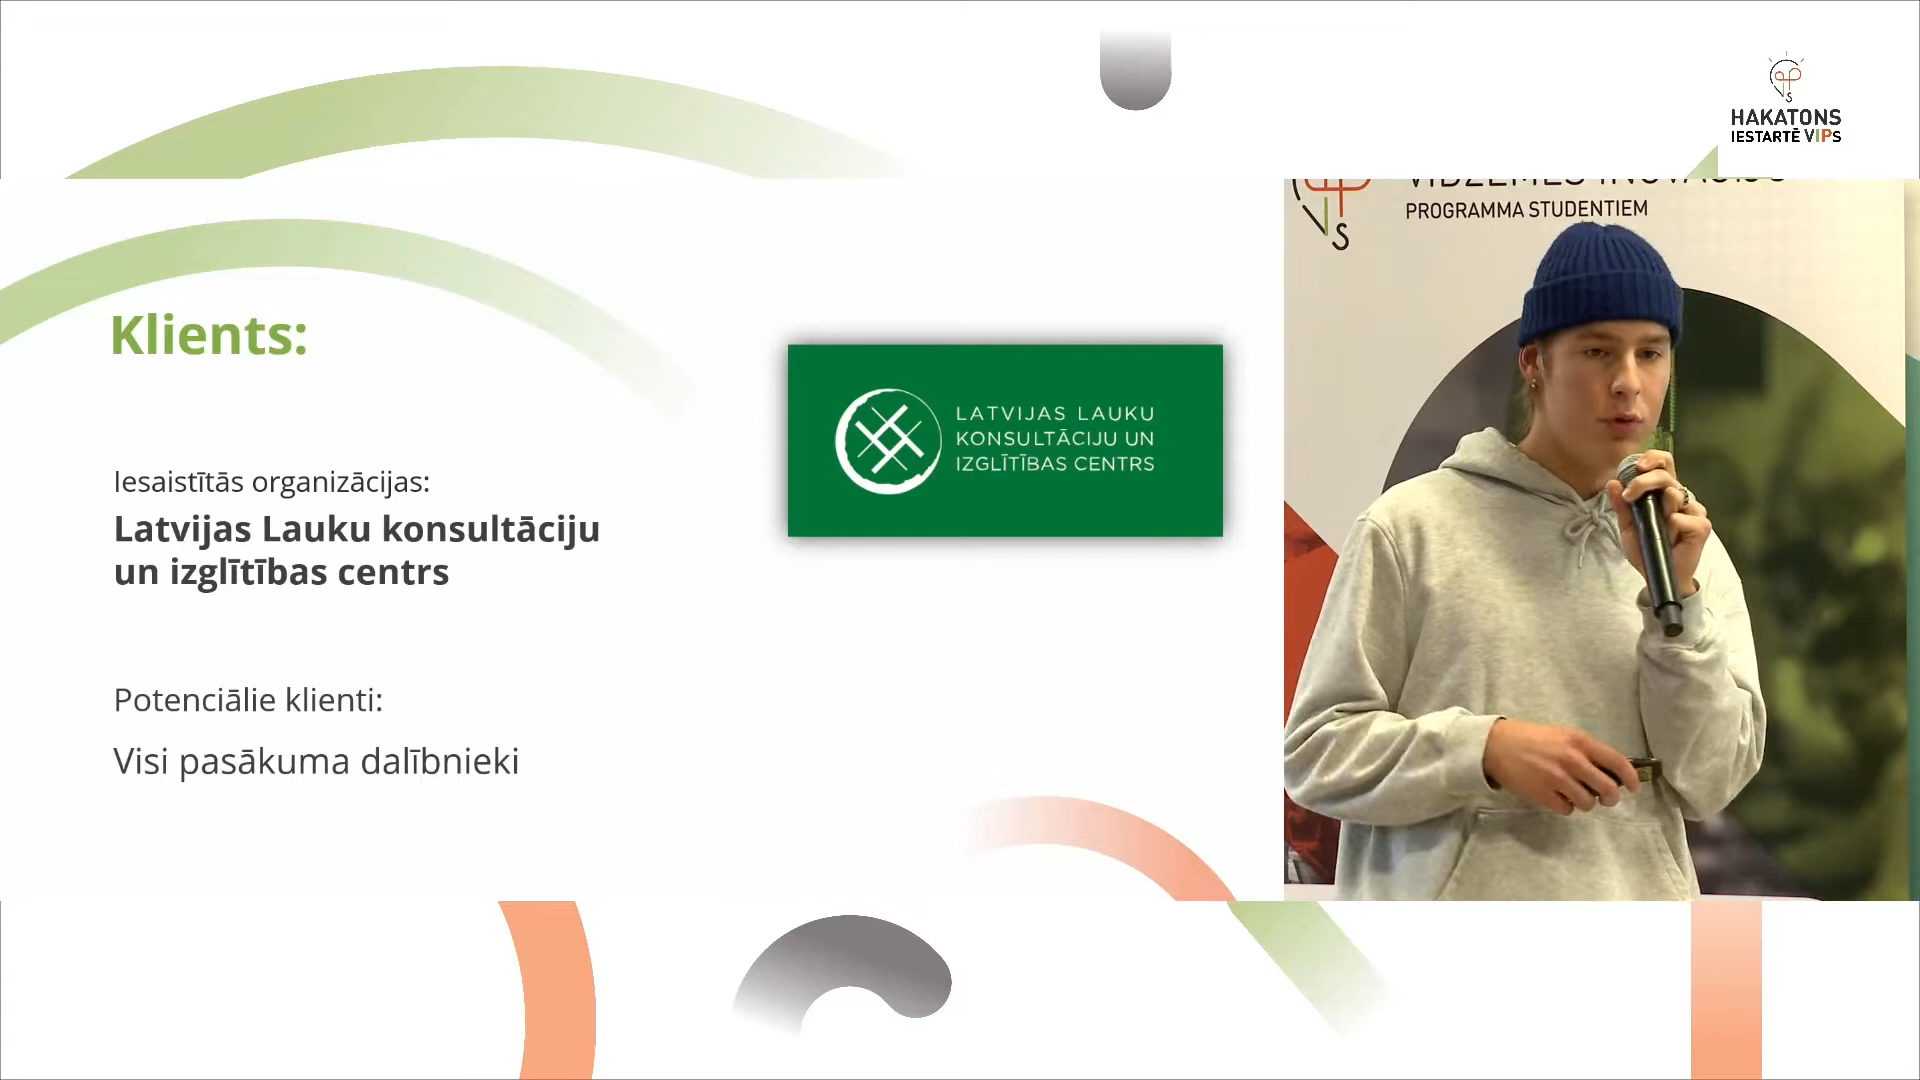 HAKATONS
IESTARTĒ VIPS
PROGRAMMA STUDENTIEM
Klients:
LATVIJAS LAUKU
KONSULTĀCIJU UN
IZGLĪTĪBAS CENTRS
Iesaistītās organizācijas:
Latvijas Lauku konsultāciju
un izglītības centrs
Potenciālie klienti:
Visi pasākuma dalībnieki